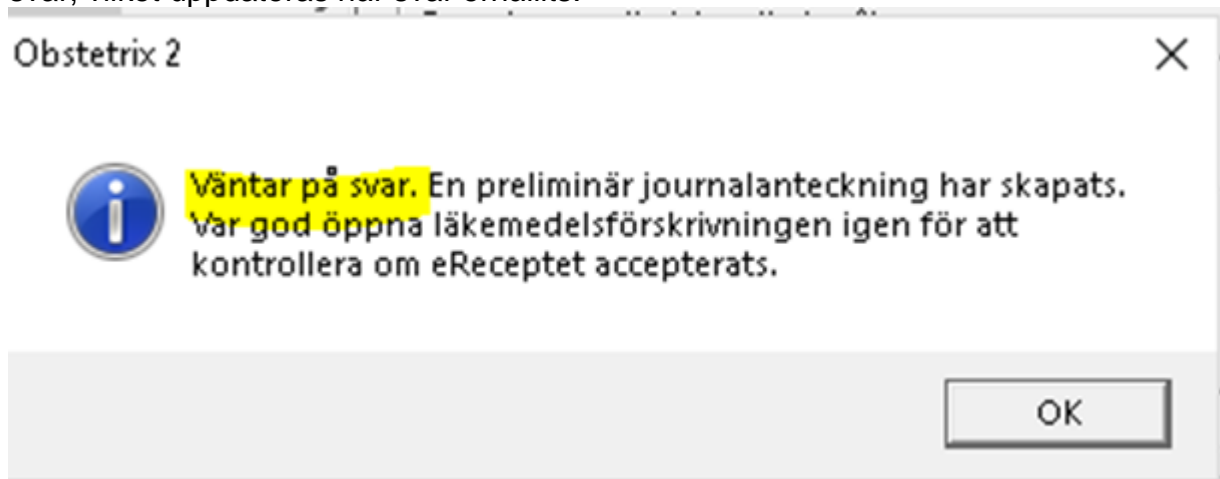 Obstetrix 2
Väntar på svar. En preliminär journalanteckning har skapats.
Var god öppna läkemedelsförskrivningen igen för att
kontrollera om eReceptet accepterats.
OK